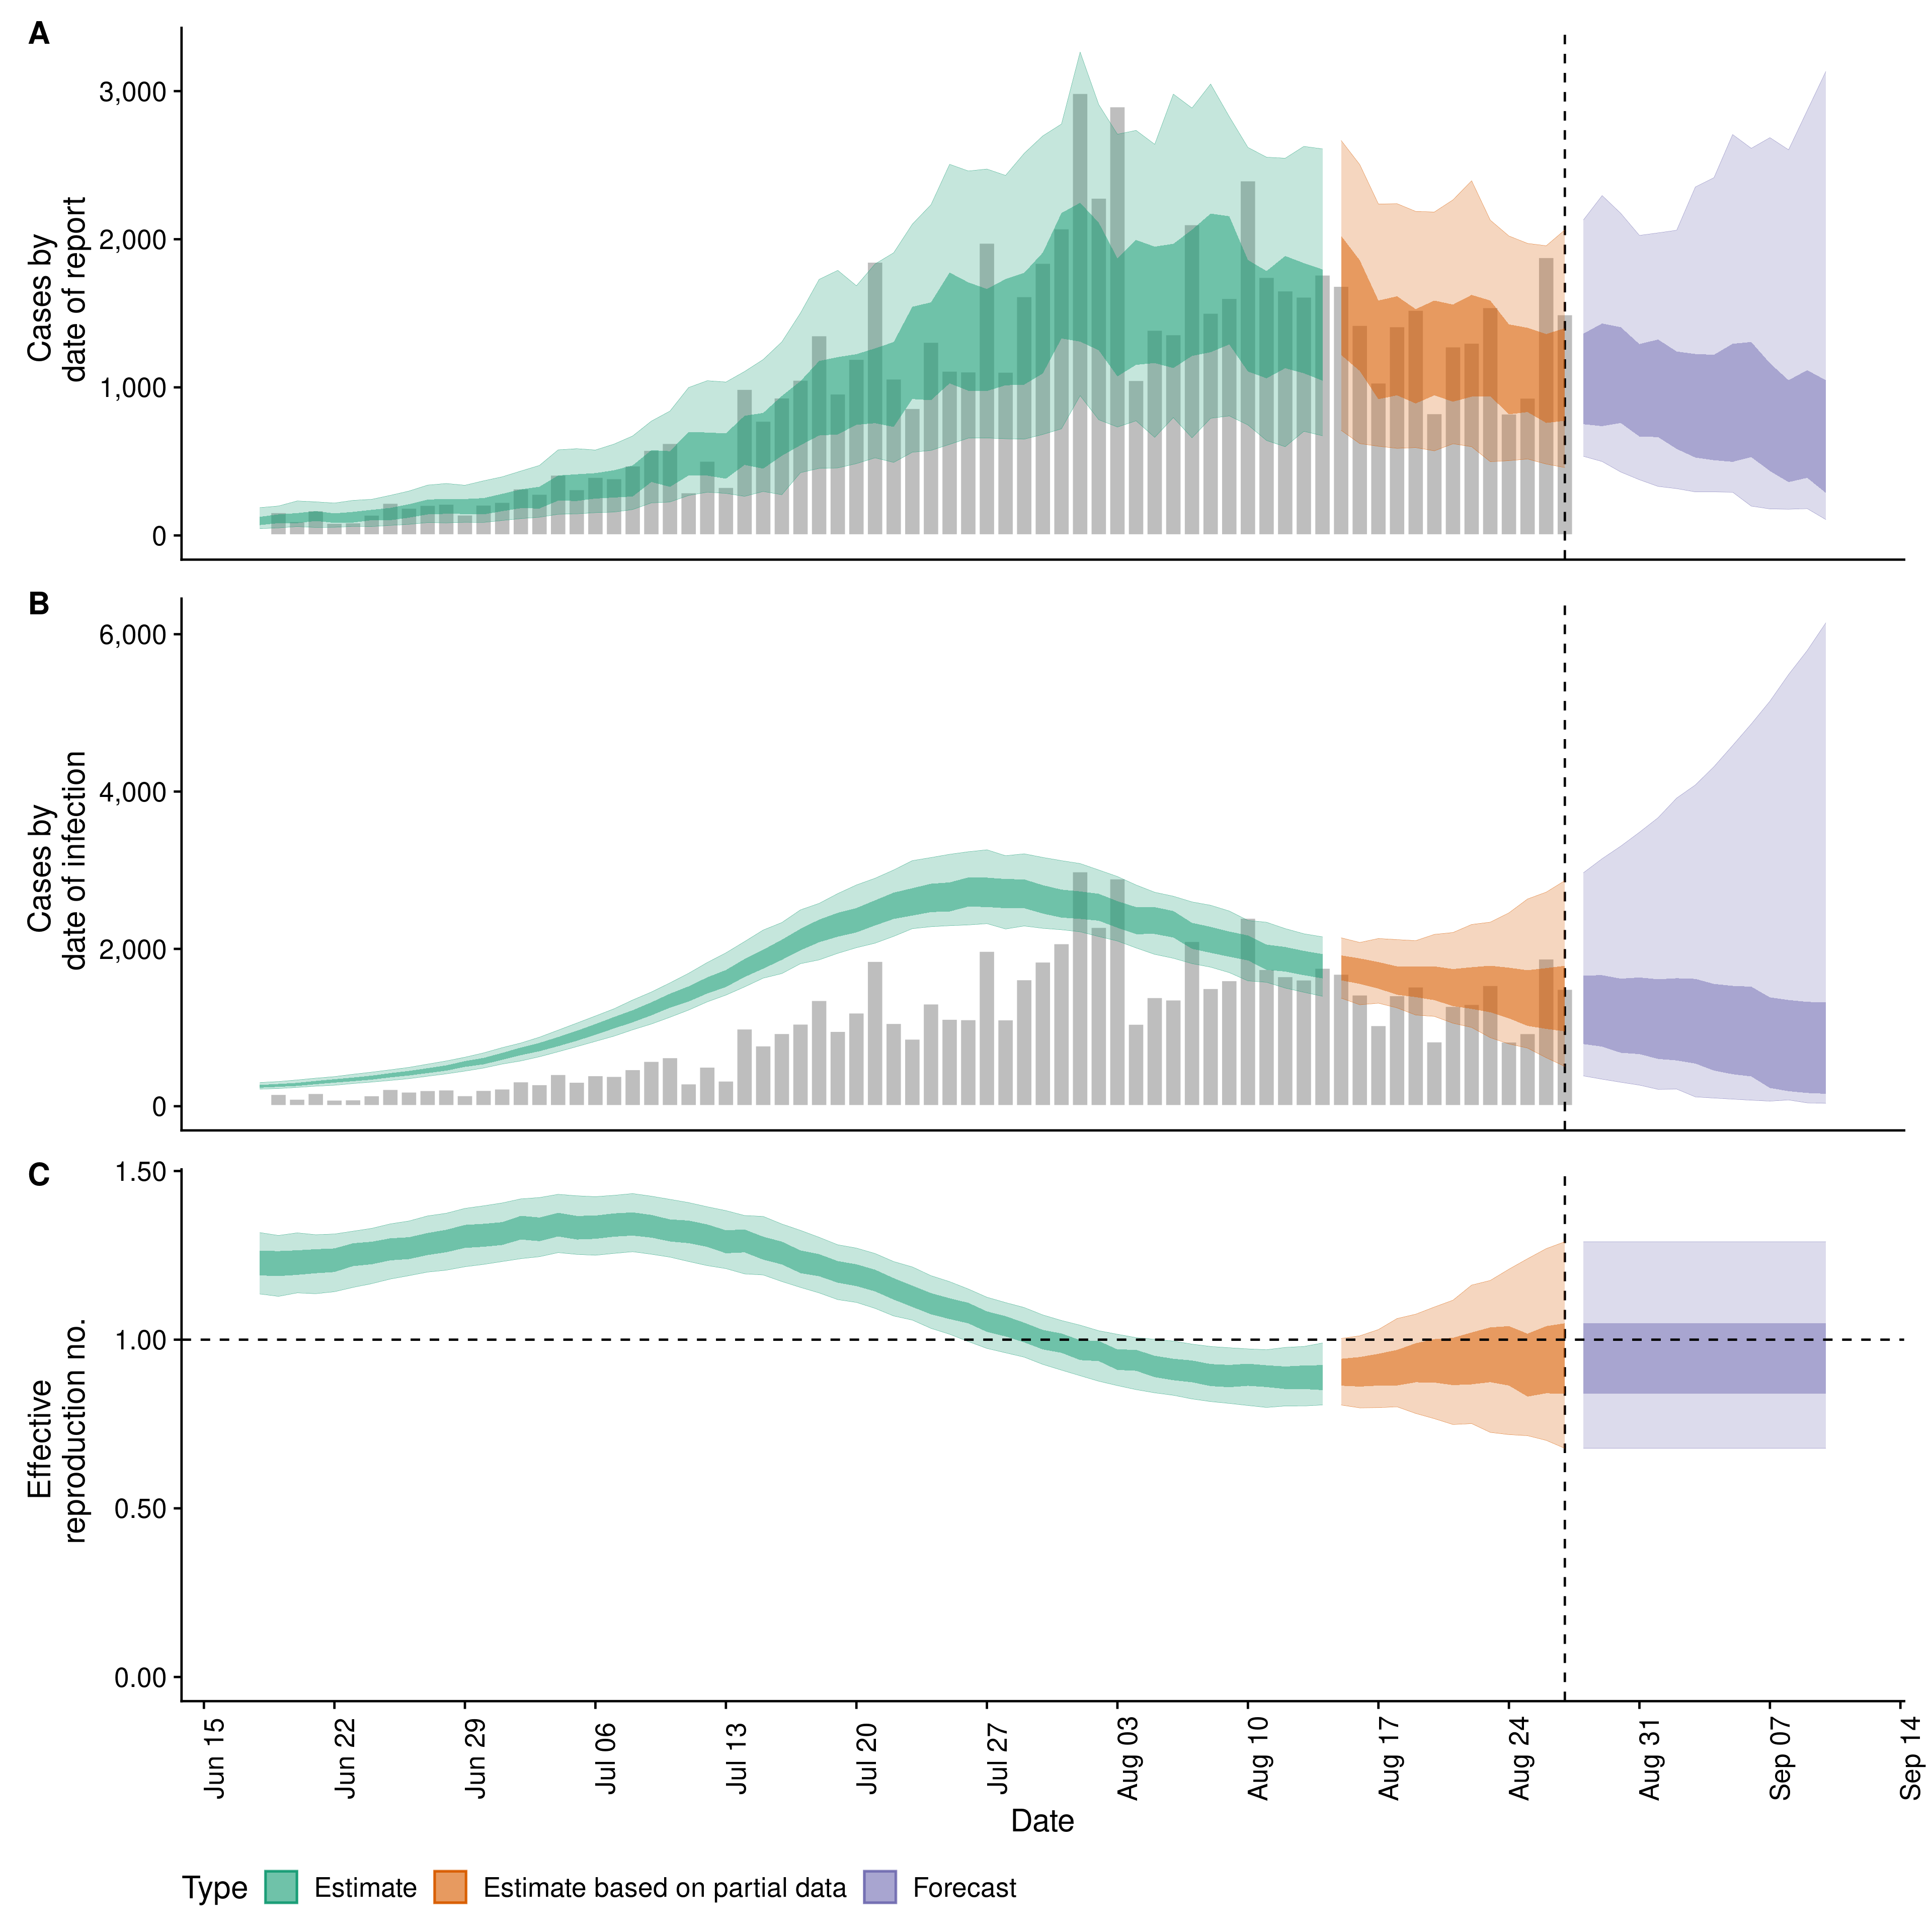 A
Cases by
date of report
3,000
2,000
1,000
0
B
Cases by
date of infection
6,000
4,000
2,000
0
C
Effective
reproduction no.
1.50
1.00
0.50
0.00
Jun 15
Jun 22
Jun 29
Jul 06
Jul 13
Jul 20
Jul 27
Aug 03
Aug 10
Aug 17
Aug 24
Aug 31
Sep 07
Sep 14
Date
Type Estimate Estimate based on partial data Forecast